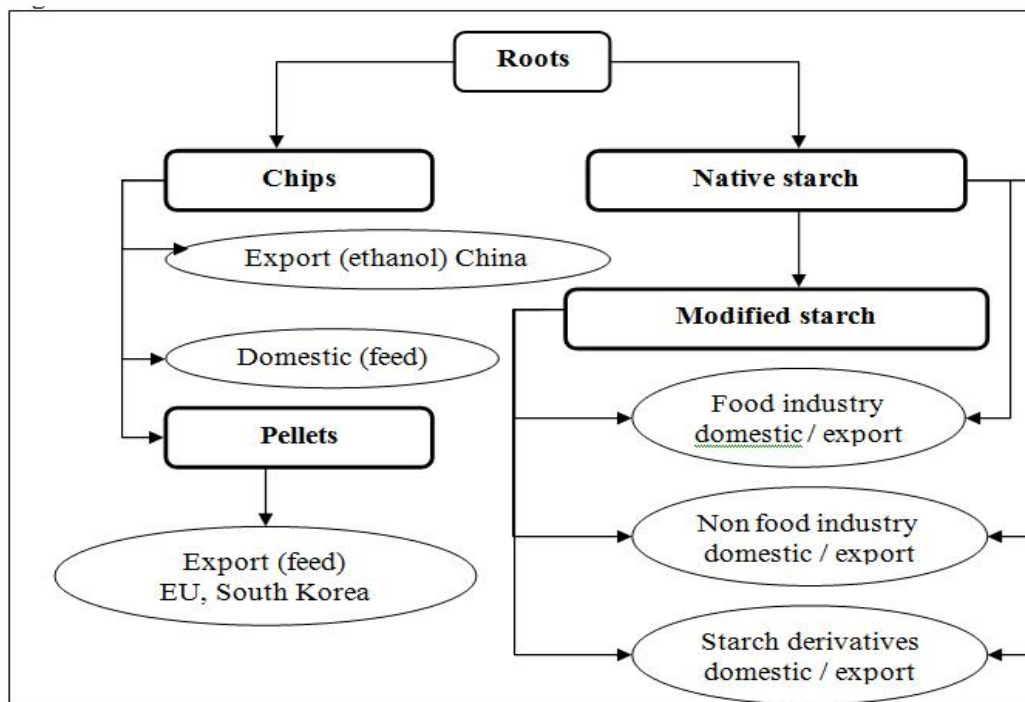 Roots
Chips
Native starch
Export (ethanol) China
Modified starch
Domestic (feed)
Food industry
domestic / export
Pellets
Non food industry
domestic / export
Export (feed)
EU, South Korea
Starch derivatives
domestic / export